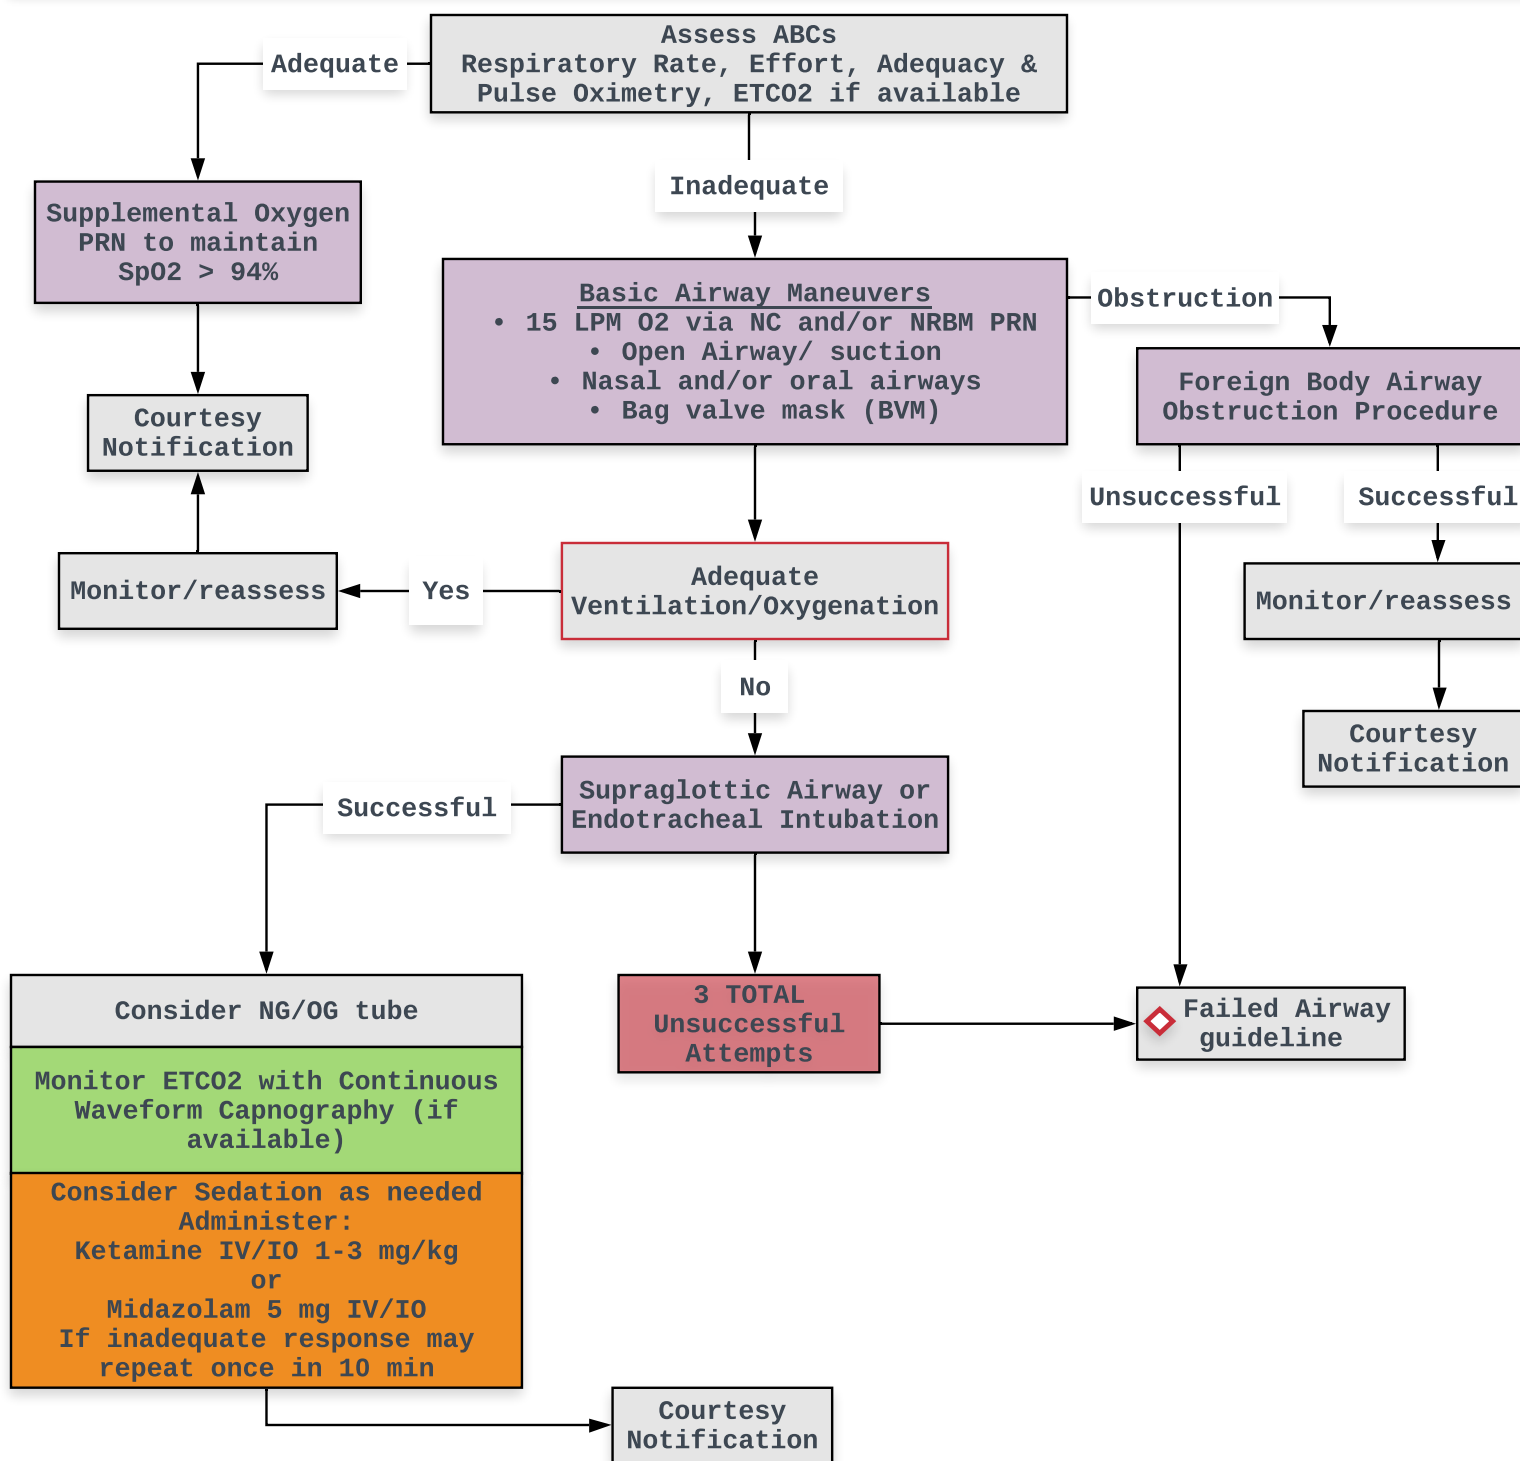 Assess ABCs
Respiratory Rate, Effort, Adequacy &
Pulse Oximetry, ETCO2 if available
Adequate
Inadequate
Supplemental Oxygen
PRN to maintain
SpO2 > 94%
Basic Airway Maneuvers
• 15 LPM O2 via NC and/or NRBM PRN
• Open Airway/ suction
• Nasal and/or oral airways
• Bag valve mask (BVM)
Obstruction
Foreign Body Airway
Obstruction Procedure
Courtesy
Notification
Unsuccessful
Successful
Monitor/reassess
Yes
Adequate
Ventilation/Oxygenation
Monitor/reassess
No
Courtesy
Notification
Successful
Supraglottic Airway or
Endotracheal Intubation
Consider NG/OG tube
Monitor ETCO2 with Continuous
Waveform Capnography (if
available)
Consider Sedation as needed
Administer:
Ketamine IV/IO 1-3 mg/kg
or
Midazolam 5 mg IV/IO
If inadequate response may
repeat once in 10 min
3 TOTAL
Unsuccessful
Attempts
Failed Airway
guideline
Courtesy
Notification